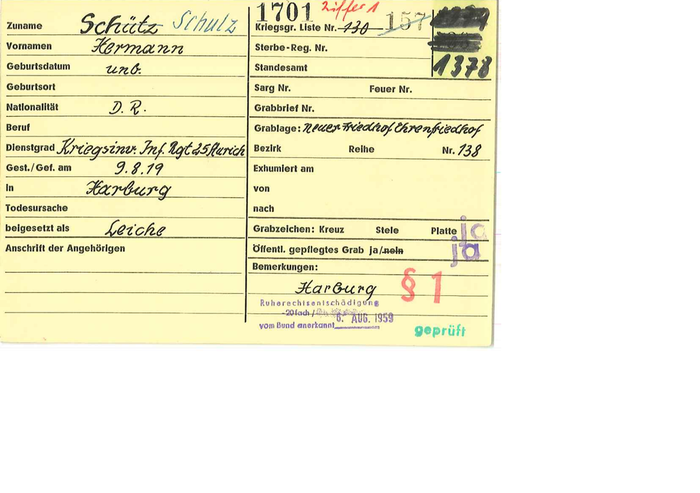 Zuname Schütz Schulz
Vornamen Hermann
Geburtsdatum unb.
Geburtsort
Nationalität D. R.
Beruf
Dienstgrad Kriegsinv. Inf. Rgt 25 Aurich
Gest./Gef. am 9.8.19
in Harburg
Todesursache
beigesetzt als Leiche
Anschrift der Angehörigen
1701 Ziffer 1
Kriegsgr. Liste Nr. 130 157
Sterbe-Reg. Nr.
Standesamt 1378
Sarg Nr. Feuer Nr.
Grabbrief Nr.
Grablage: Neuer Friedhof Ehrenfriedhof
Bezirk Reihe Nr. 138
Exhumiert am
von
nach
Grabzeichen: Kreuz Stele Platte ja
Öffentl. gepflegtes Grab ja/nein ja
Bemerkungen:
Harburg § 1
Ruherechtsentschädigung
-20fach /
vom Bund anerkannt 6. AUG. 1959
geprüft